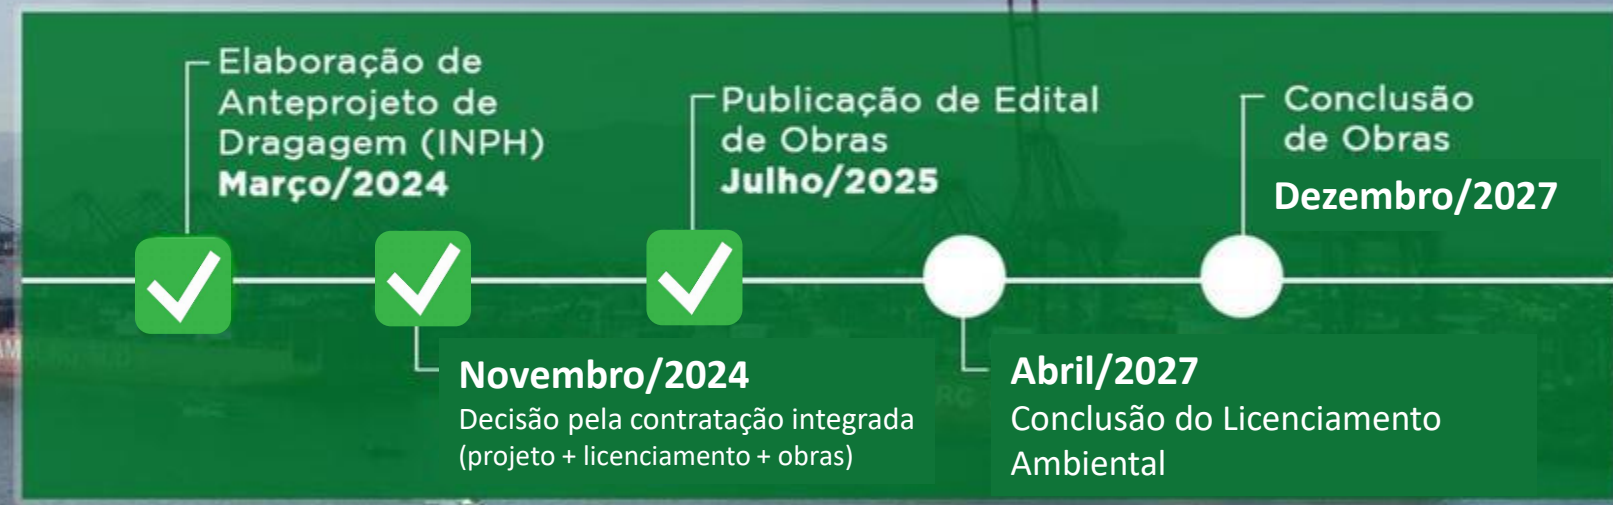 Elaboração de
Anteprojeto de
Dragagem (INPH)
Março/2024
Novembro/2024
Decisão pela contratação integrada
(projeto + licenciamento + obras)
Publicação de Edital
de Obras
Julho/2025
Abril/2027
Conclusão do Licenciamento
Ambiental
Conclusão
de Obras
Dezembro/2027